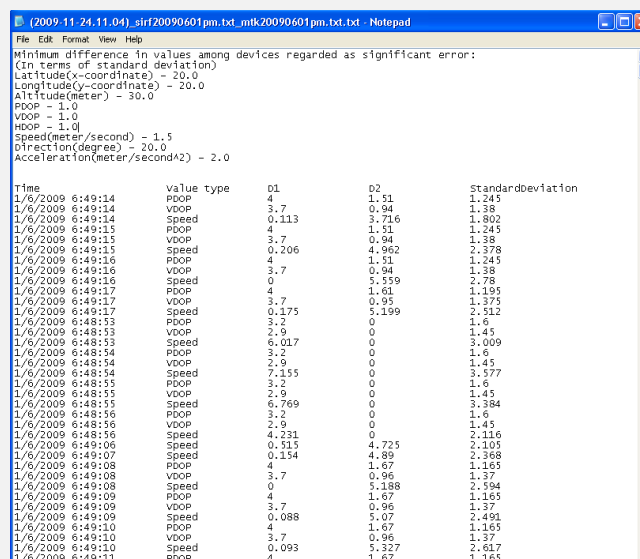 (2009-11-24.11.04)_sirf20090601pm.txt_mtk20090601pm.txt.txt - Notepad
File Edit Format View Help
Minimum difference in values among devices regarded as significant error:
(In terms of standard deviation)
Latitude(x-coordinate) - 20.0
Longitude(y-coordinate) - 20.0
Altitude(meter) - 30.0
PDOP - 1.0
VDOP - 1.0
HDOP - 1.0
Speed(meter/second) - 1.5
Direction(degree) - 20.0
Acceleration(meter/second^2) - 2.0
Time Value type D1 D2 StandardDeviation
1/6/2009 6:49:14 PDOP 4 1.51 1.245
1/6/2009 6:49:14 VDOP 3.7 0.94 1.38
1/6/2009 6:49:14 Speed 0.113 3.716 1.802
1/6/2009 6:49:15 PDOP 4 1.51 1.245
1/6/2009 6:49:15 VDOP 3.7 0.94 1.38
1/6/2009 6:49:15 Speed 0.206 4.962 2.378
1/6/2009 6:49:16 PDOP 4 1.51 1.245
1/6/2009 6:49:16 VDOP 3.7 0.94 1.38
1/6/2009 6:49:16 Speed 0 5.559 2.78
1/6/2009 6:49:17 PDOP 4 1.61 1.195
1/6/2009 6:49:17 VDOP 3.7 0.95 1.375
1/6/2009 6:49:17 Speed 0.175 5.199 2.512
1/6/2009 6:48:53 PDOP 3.2 0 1.6
1/6/2009 6:48:53 VDOP 2.9 0 1.45
1/6/2009 6:48:53 Speed 6.017 0 3.009
1/6/2009 6:48:54 PDOP 3.2 0 1.6
1/6/2009 6:48:54 VDOP 2.9 0 1.45
1/6/2009 6:48:54 Speed 7.155 0 3.577
1/6/2009 6:48:55 PDOP 3.2 0 1.6
1/6/2009 6:48:55 VDOP 2.9 0 1.45
1/6/2009 6:48:55 Speed 6.769 0 3.384
1/6/2009 6:48:56 PDOP 3.2 0 1.6
1/6/2009 6:48:56 VDOP 2.9 0 1.45
1/6/2009 6:48:56 Speed 4.231 0 2.116
1/6/2009 6:49:06 Speed 0.515 4.725 2.105
1/6/2009 6:49:07 Speed 0.154 4.89 2.368
1/6/2009 6:49:08 PDOP 4 1.67 1.165
1/6/2009 6:49:08 VDOP 3.7 0.96 1.37
1/6/2009 6:49:08 Speed 0 5.188 2.594
1/6/2009 6:49:09 PDOP 4 1.67 1.165
1/6/2009 6:49:09 VDOP 3.7 0.96 1.37
1/6/2009 6:49:09 Speed 0.088 5.07 2.491
1/6/2009 6:49:10 PDOP 4 1.67 1.165
1/6/2009 6:49:10 VDOP 3.7 0.96 1.37
1/6/2009 6:49:10 Speed 0.093 5.327 2.617
1/6/2009 6:49:11 PDOP 4 1.67 1.165